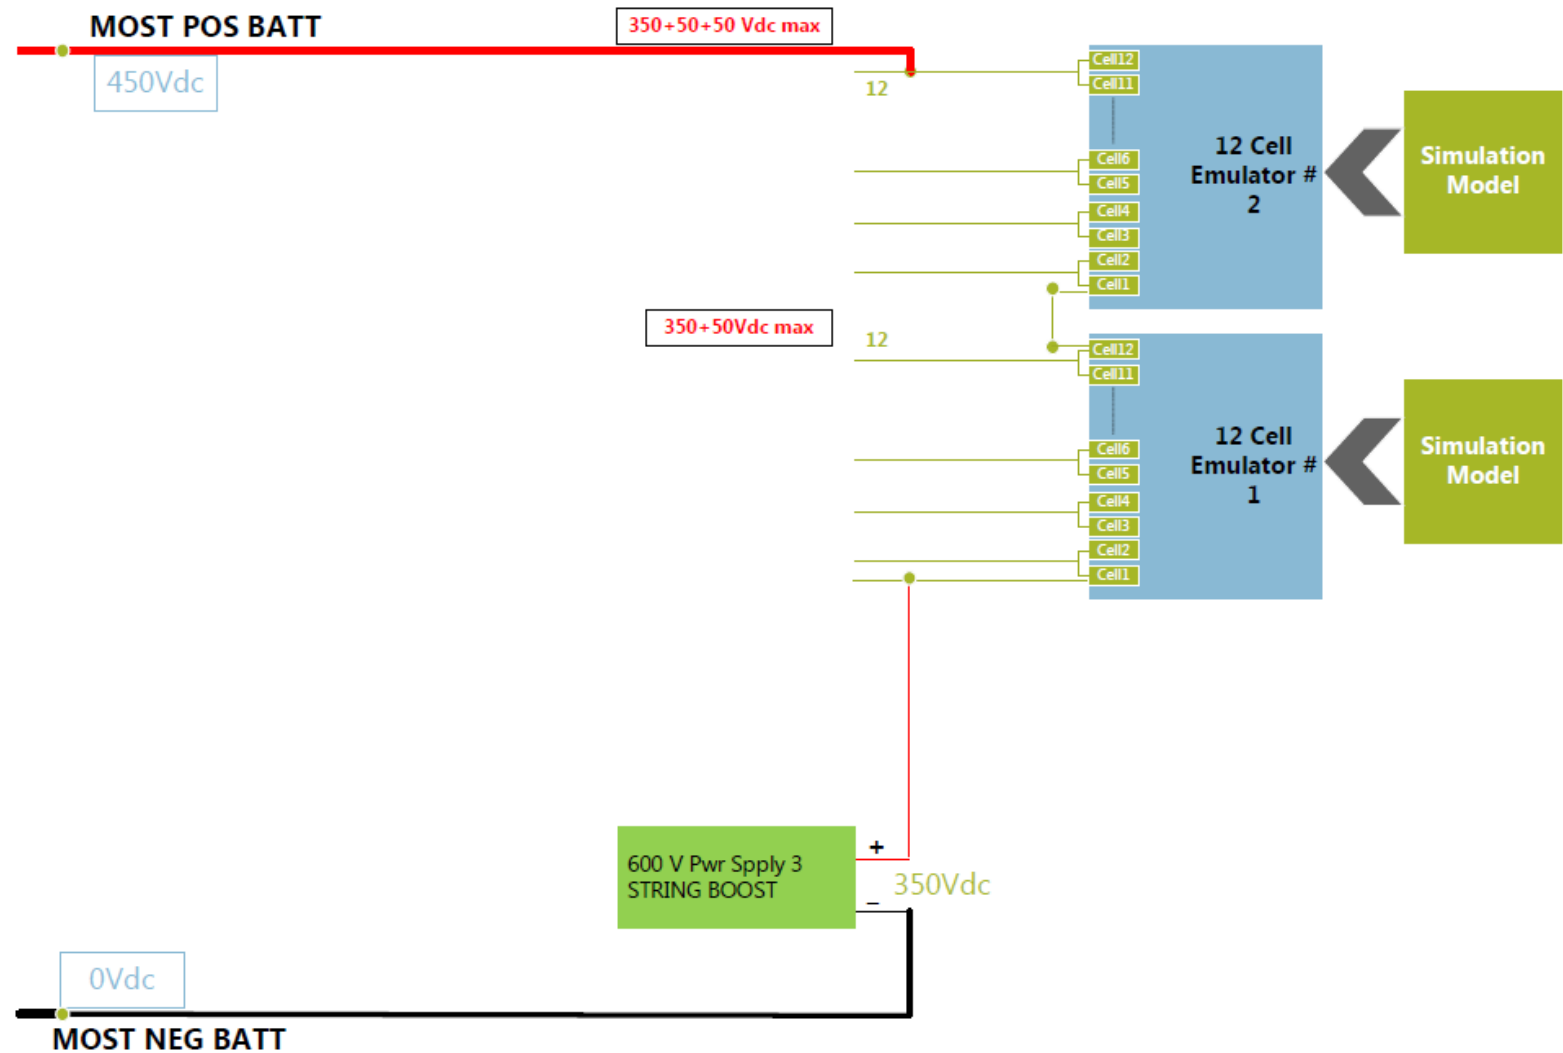 MOST POS BATT
350+50+50 Vdc max
450Vdc
12
Cell12
Cell11
Cell6
Cell5
Cell4
Cell3
Cell2
Cell1
12 Cell
Emulator #
2
Simulation
Model
350+50Vdc max
12
Cell12
Cell11
Cell6
Cell5
Cell4
Cell3
Cell2
Cell1
12 Cell
Emulator #
1
Simulation
Model
600 V Pwr Spply 3
STRING BOOST
+
−
350Vdc
0Vdc
MOST NEG BATT